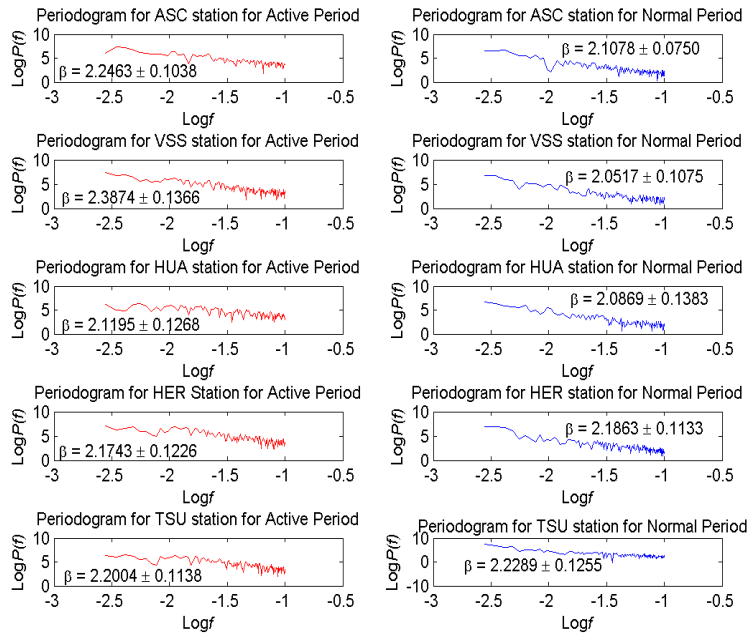 Periodogram for ASC station for Active Period
LogP(f)
10
5
0
β = 2.2463 ± 0.1038
-3 -2.5 -2 -1.5 -1 -0.5
Logf
Periodogram for ASC station for Normal Period
LogP(f)
10
5
0
β = 2.1078 ± 0.0750
-3 -2.5 -2 -1.5 -1 -0.5
Logf
Periodogram for VSS station for Active Period
LogP(f)
10
5
0
β = 2.3874 ± 0.1366
-3 -2.5 -2 -1.5 -1 -0.5
Logf
Periodogram for VSS station for Normal Period
LogP(f)
10
5
0
β = 2.0517 ± 0.1075
-3 -2.5 -2 -1.5 -1 -0.5
Logf
Periodogram for HUA station for Active Period
LogP(f)
10
5
0
β = 2.1195 ± 0.1268
-3 -2.5 -2 -1.5 -1 -0.5
Logf
Periodogram for HUA station for Normal Period
LogP(f)
10
5
0
β = 2.0869 ± 0.1383
-3 -2.5 -2 -1.5 -1 -0.5
Logf
Periodogram for HER Station for Active Period
LogP(f)
10
5
0
β = 2.1743 ± 0.1226
-3 -2.5 -2 -1.5 -1 -0.5
Logf
Periodogram for HER station for Normal Period
LogP(f)
10
5
0
β = 2.1863 ± 0.1133
-3 -2.5 -2 -1.5 -1 -0.5
Logf
Periodogram for TSU station for Active Period
LogP(f)
10
5
0
β = 2.2004 ± 0.1138
-3 -2.5 -2 -1.5 -1 -0.5
Logf
Periodogram for TSU station for Normal Period
LogP(f)
10
0
-10
β = 2.2289 ± 0.1255
-3 -2.5 -2 -1.5 -1 -0.5
Logf